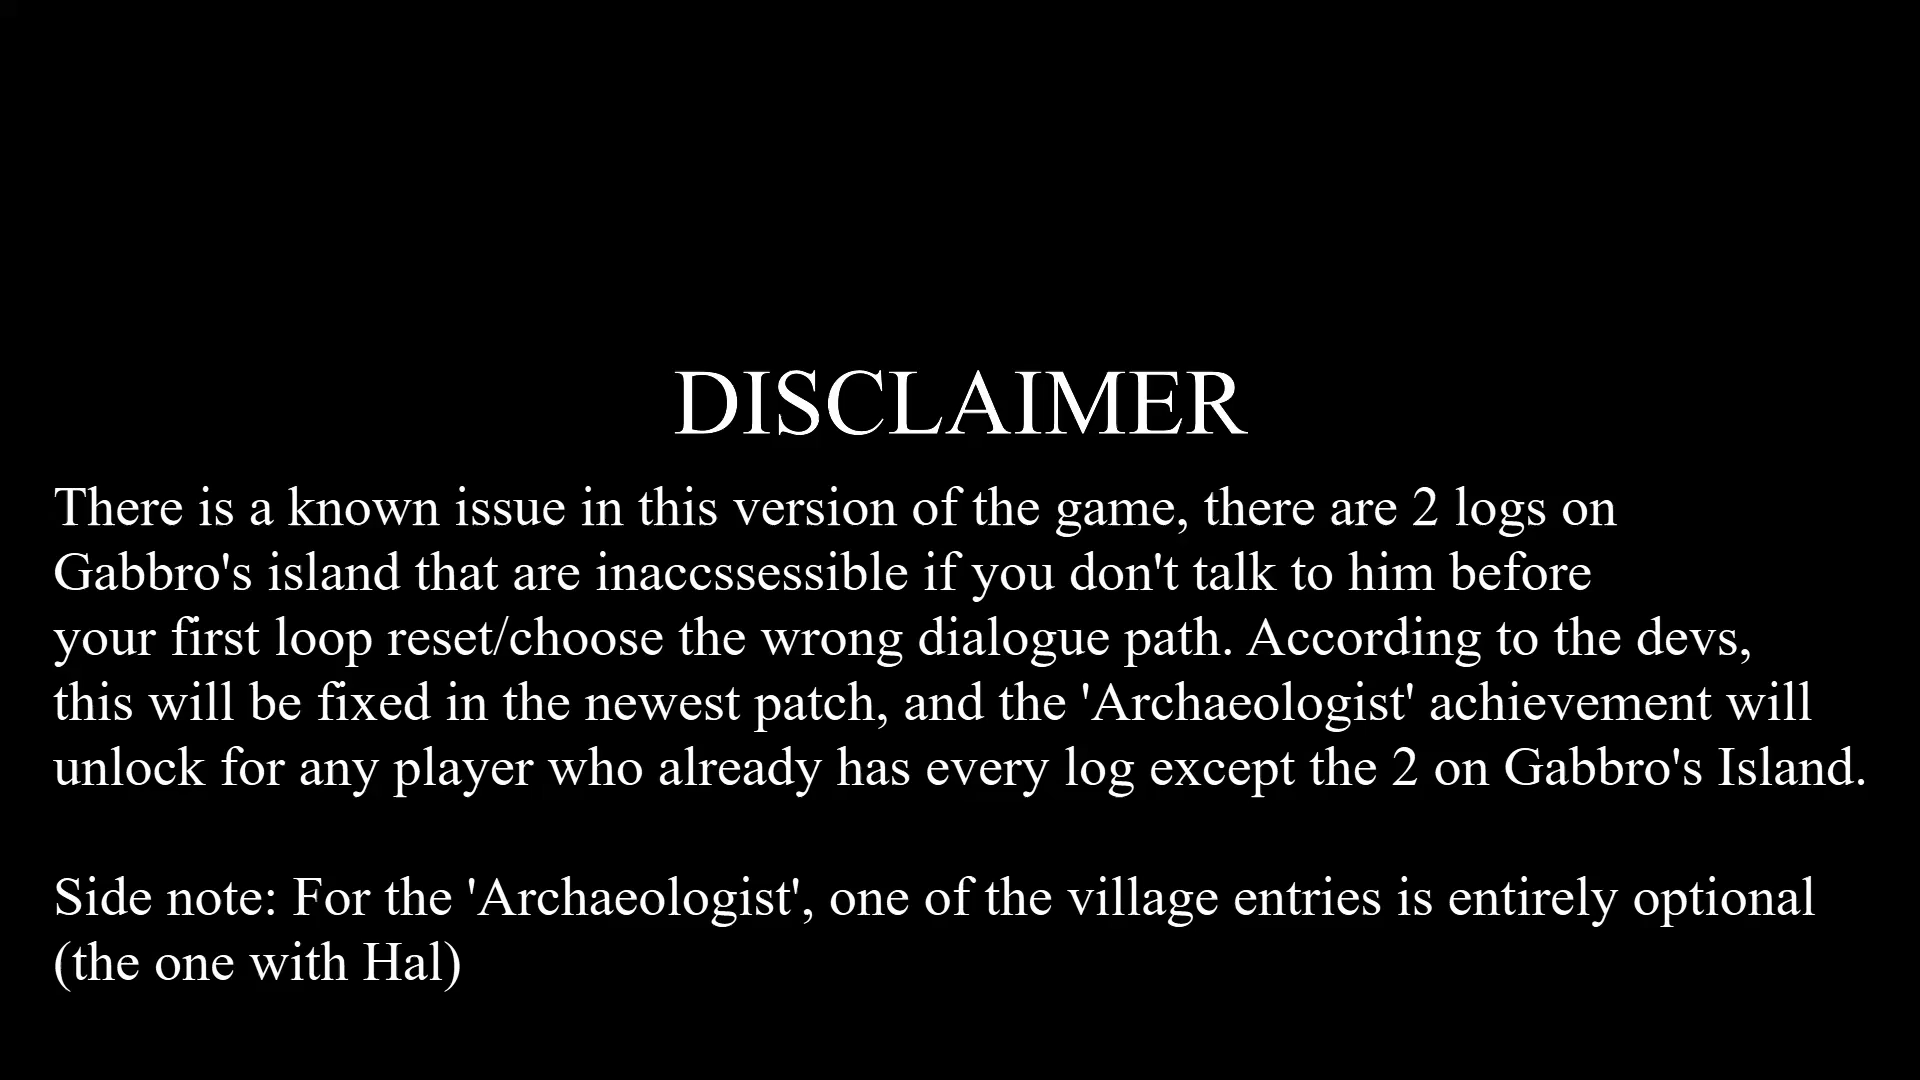 DISCLAIMER
There is a known issue in this version of the game, there are 2 logs on
Gabbro's island that are inaccssessible if you don't talk to him before
your first loop reset/choose the wrong dialogue path. According to the devs,
this will be fixed in the newest patch, and the 'Archaeologist' achievement will
unlock for any player who already has every log except the 2 on Gabbro's Island.
Side note: For the 'Archaeologist', one of the village entries is entirely optional
(the one with Hal)